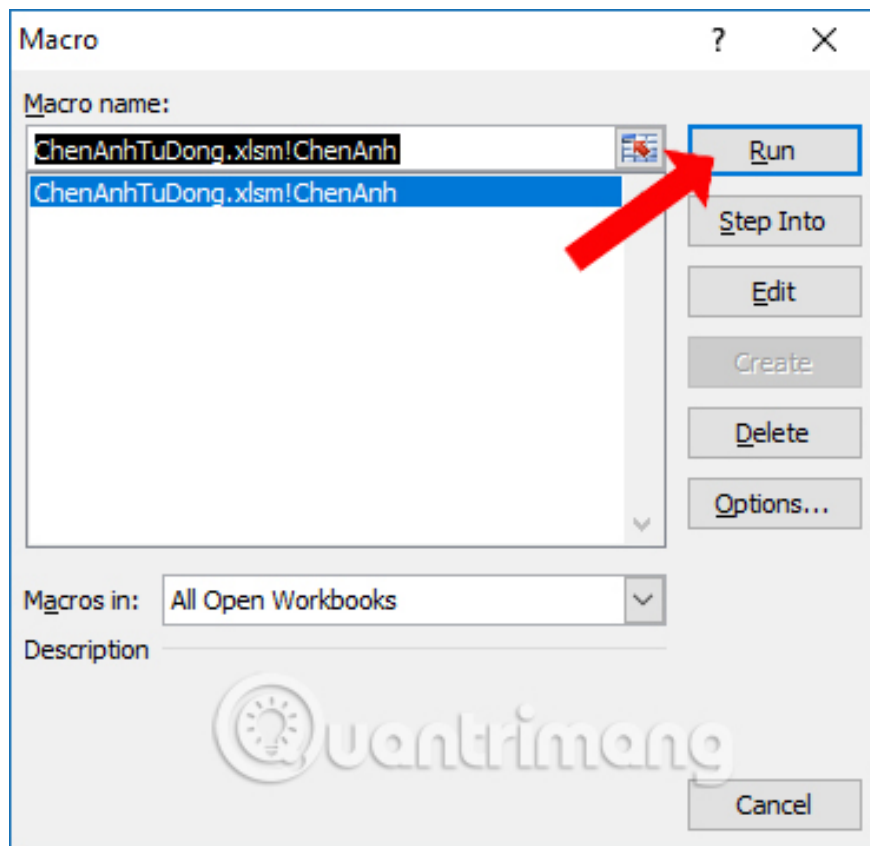 Macro
?
Macro name:
ChenAnhTuDong.xlsm!ChenAnh
Run
ChenAnhTuDong.xlsm!ChenAnh
Step Into
Edit
Create
Delete
Options...
Macros in: All Open Workbooks
Description
Quantrimang
Cancel